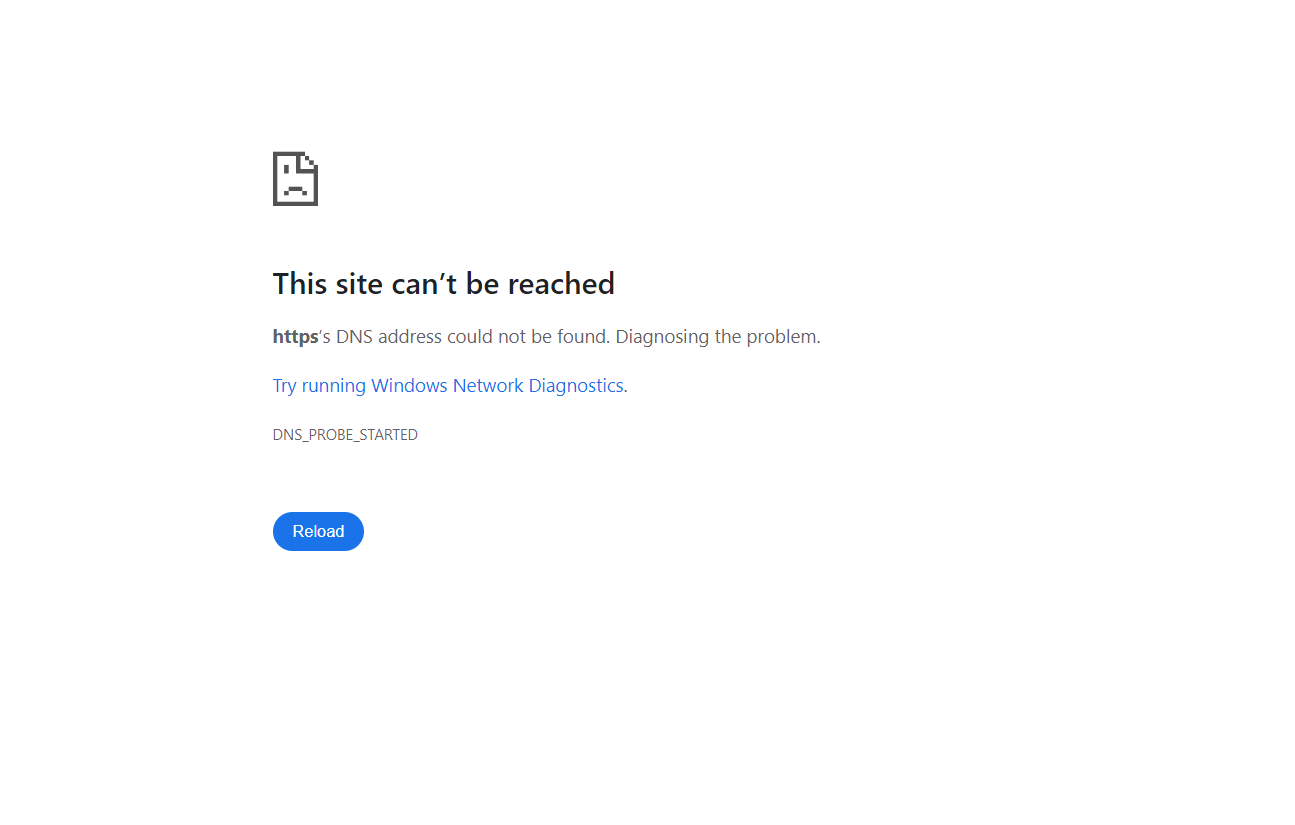 This site can’t be reached
https’s DNS address could not be found. Diagnosing the problem.
Try running Windows Network Diagnostics.
DNS_PROBE_STARTED
Reload